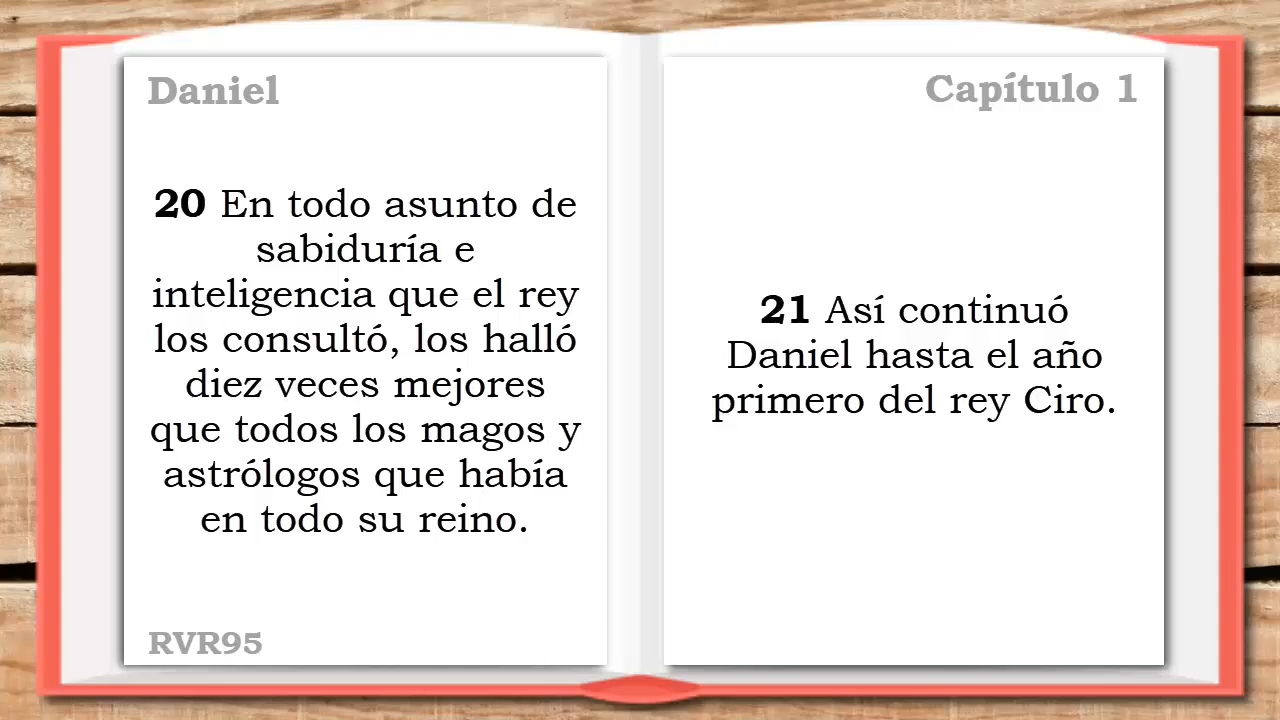 Daniel
20 En todo asunto de
sabiduría e
inteligencia que el rey
los consultó, los halló
diez veces mejores
que todos los magos y
astrólogos que había
en todo su reino.
RVR95
Capítulo 1
21 Así continuó
Daniel hasta el año
primero del rey Ciro.